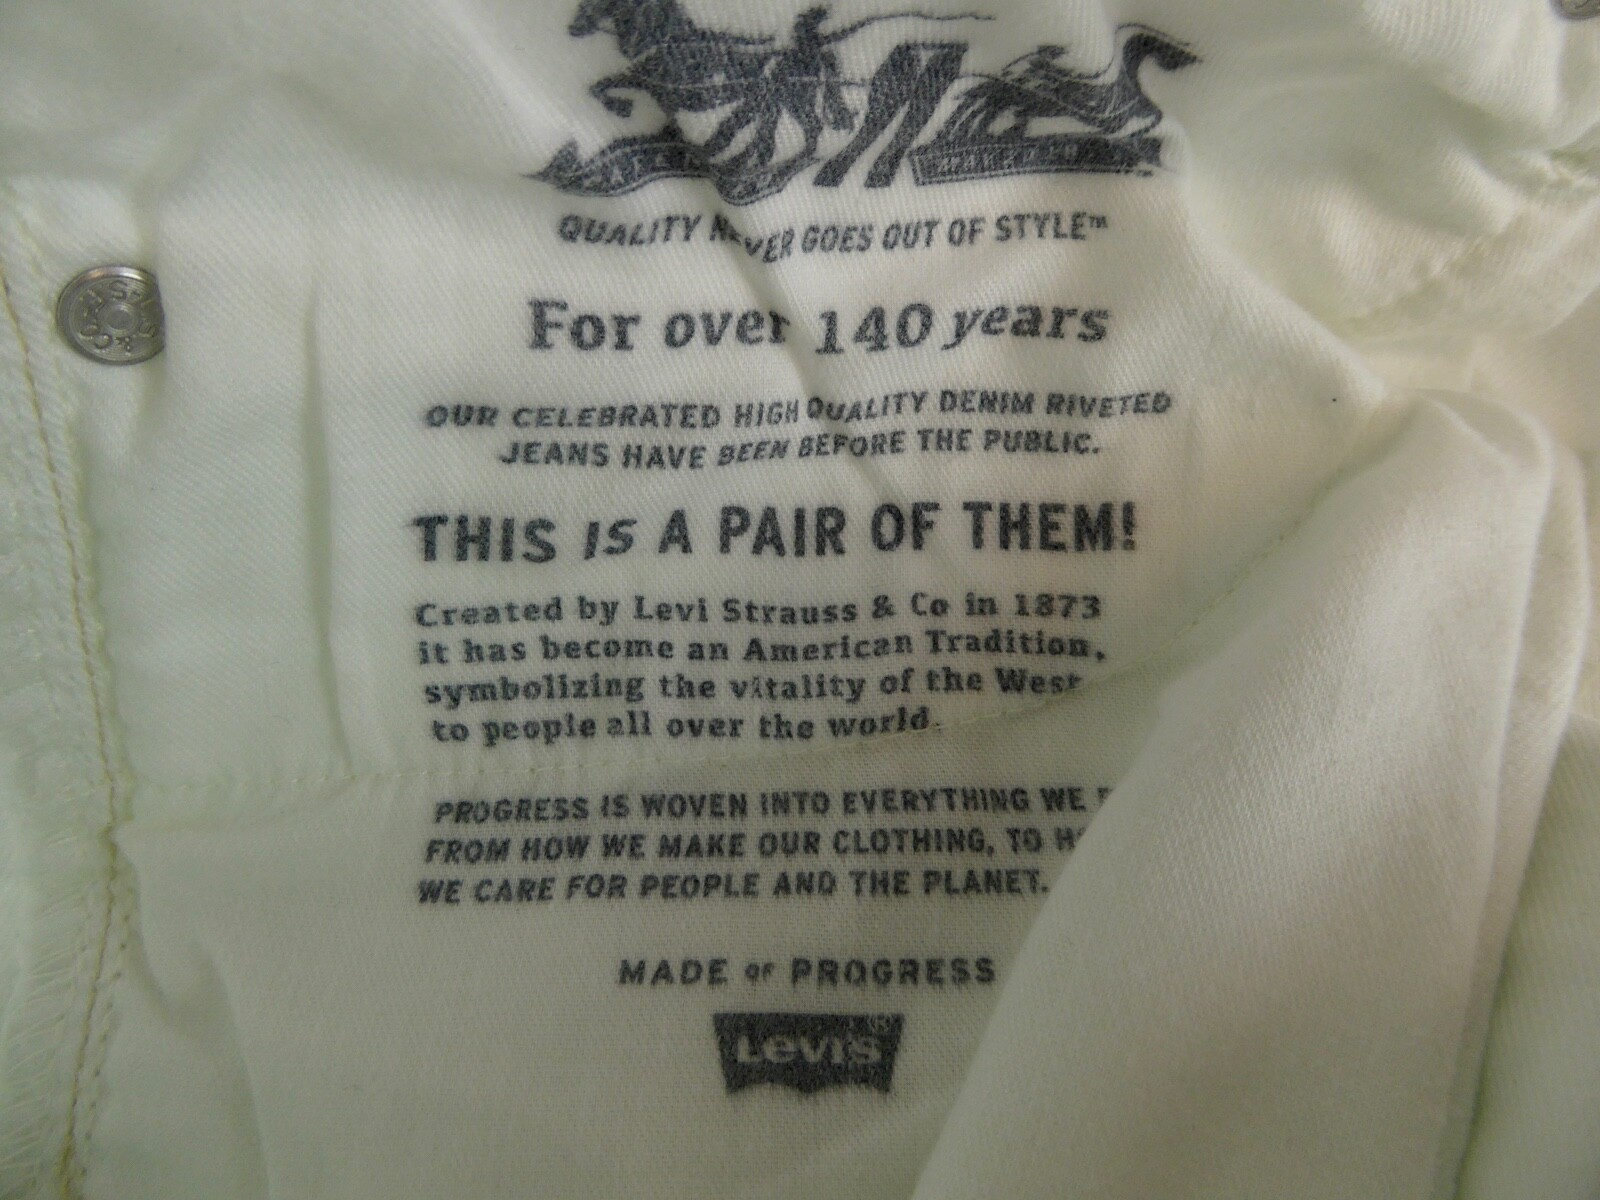 QUALITY NEVER GOES OUT OF STYLE™
For over 140 years
OUR CELEBRATED HIGH QUALITY DENIM RIVETED
JEANS HAVE BEEN BEFORE THE PUBLIC.
THIS IS A PAIR OF THEM!
Created by Levi Strauss & Co in 1873
it has become an American Tradition,
symbolizing the vitality of the West
to people all over the world.
PROGRESS IS WOVEN INTO EVERYTHING WE
FROM HOW WE MAKE OUR CLOTHING, TO
WE CARE FOR PEOPLE AND THE PLANET.
MADE OF PROGRESS
Levi's®